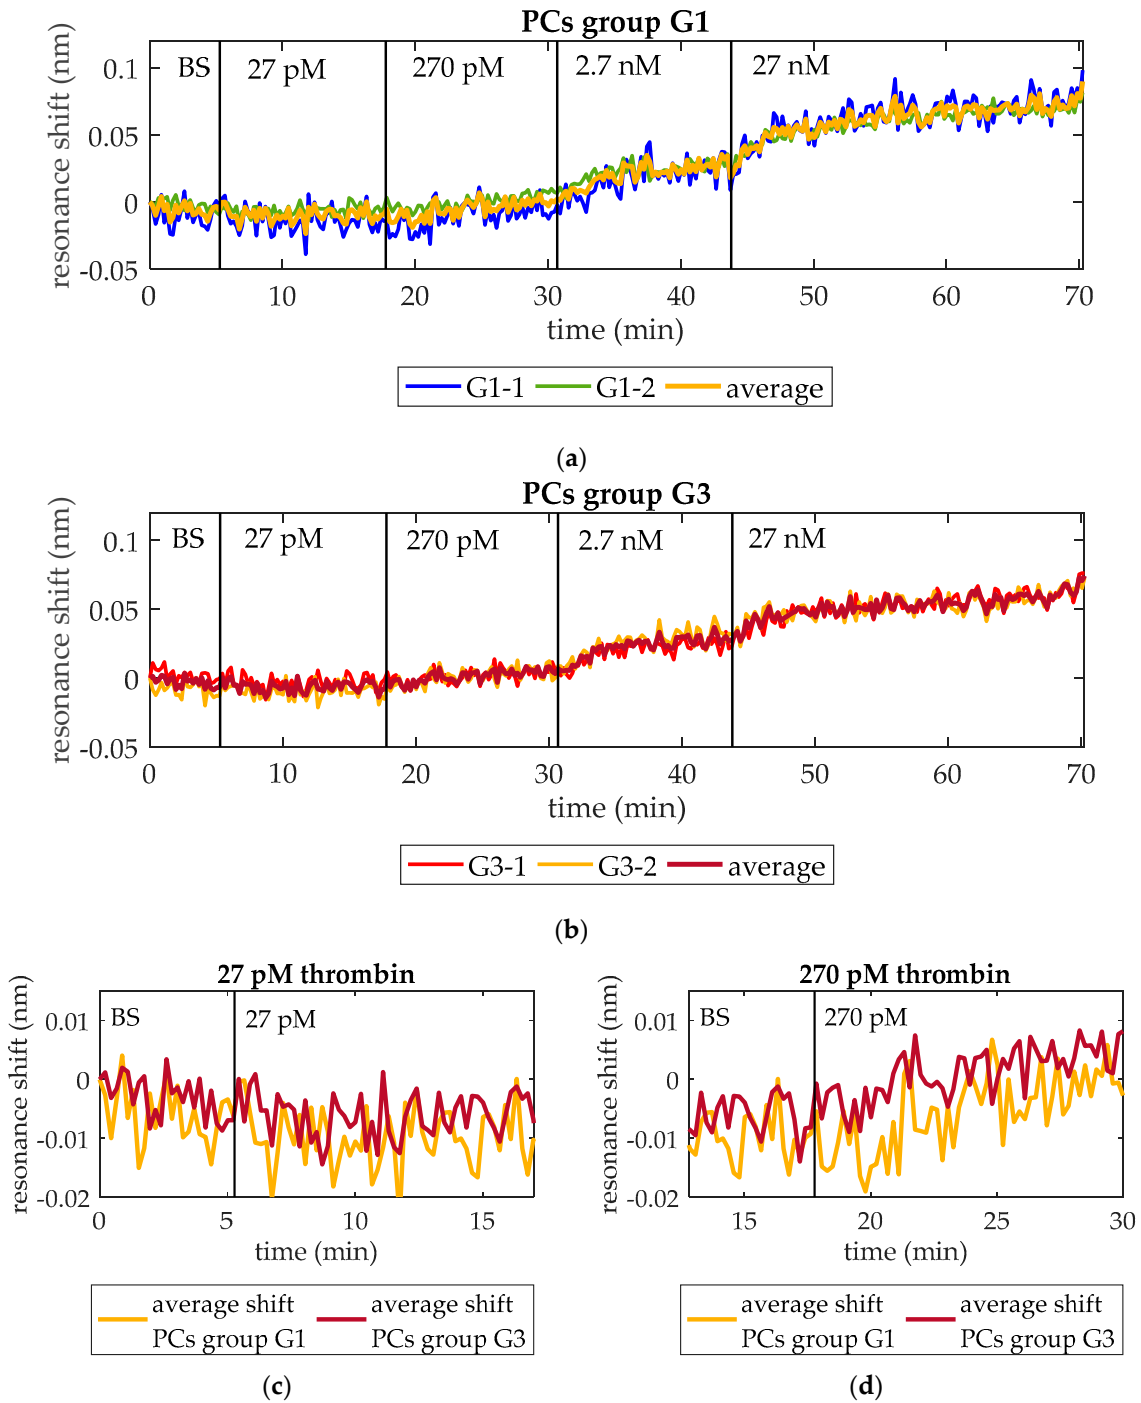 PCs group G1
resonance shift (nm)
0.1
0.05
0
-0.05
BS
27 pM
270 pM
2.7 nM
27 nM
0 10 20 30 40 50 60 70
time (min)
G1-1 G1-2 average
(a)
PCs group G3
resonance shift (nm)
0.1
0.05
0
-0.05
BS
27 pM
270 pM
2.7 nM
27 nM
0 10 20 30 40 50 60 70
time (min)
G3-1 G3-2 average
(b)
27 pM thrombin
resonance shift (nm)
0.01
0
-0.01
-0.02
BS
27 pM
0 5 10 15
time (min)
average shift
PCs group G1
average shift
PCs group G3
(c)
270 pM thrombin
resonance shift (nm)
0.01
0
-0.01
-0.02
BS
270 pM
15 20 25 30
time (min)
average shift
PCs group G1
average shift
PCs group G3
(d)